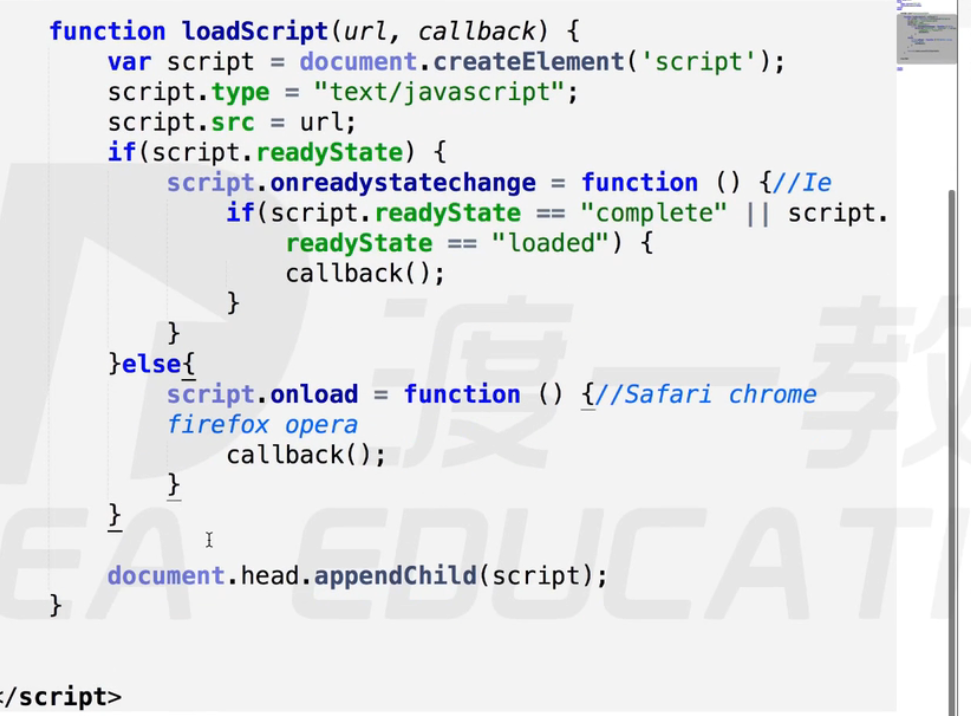 function loadScript(url, callback) {
var script = document.createElement('script');
script.type = "text/javascript";
script.src = url;
if(script.readyState) {
script.onreadystatechange = function () {//Ie
if(script.readyState == "complete" || script.
readyState == "loaded") {
callback();
}
}
}else{
script.onload = function () {//Safari chrome
firefox opera
callback();
}
}
document.head.appendChild(script);
}
</script>
渡一教
EA EDUCATI